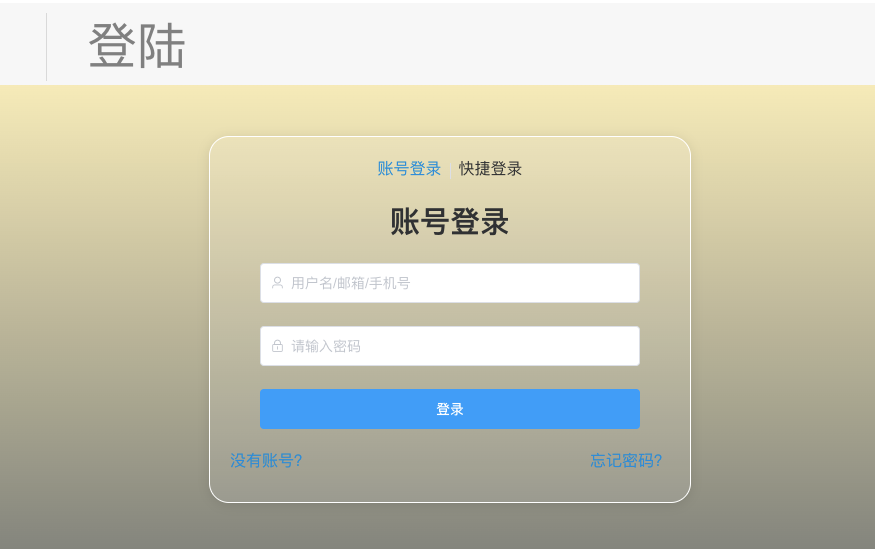 登陆
账号登录 | 快捷登录
账号登录
用户名/邮箱/手机号
请输入密码
登录
没有账号? 忘记密码?